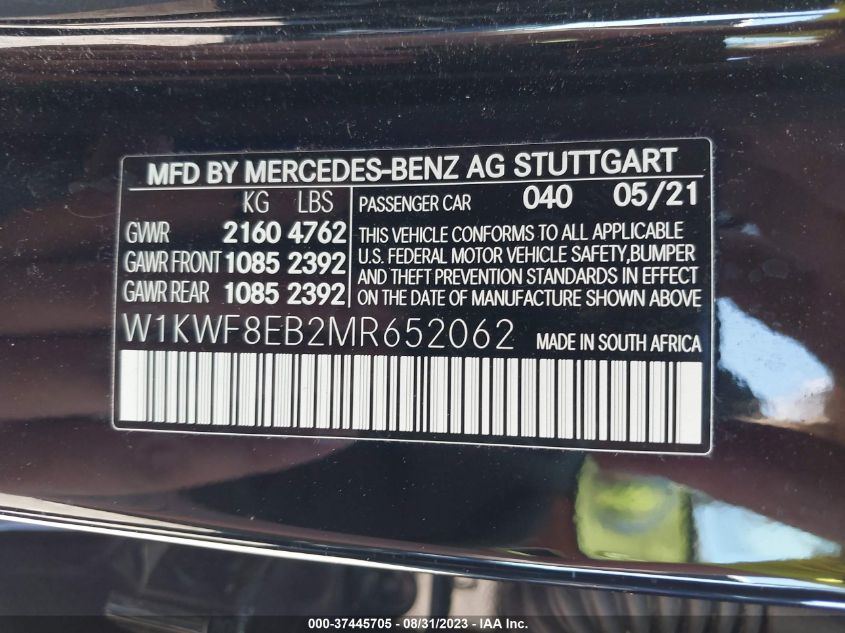 MFD BY MERCEDES-BENZ AG STUTTGART
KG LBS
GVWR 2160 4762
GAWR FRONT 1085 2392
GAWR REAR 1085 2392
PASSENGER CAR 040 05/21
THIS VEHICLE CONFORMS TO ALL APPLICABLE
U.S. FEDERAL MOTOR VEHICLE SAFETY,BUMPER
AND THEFT PREVENTION STANDARDS IN EFFECT
ON THE DATE OF MANUFACTURE SHOWN ABOVE
W1KWF8EB2MR652062 MADE IN SOUTH AFRICA
000-37445705 - 08/31/2023 - IAA Inc.